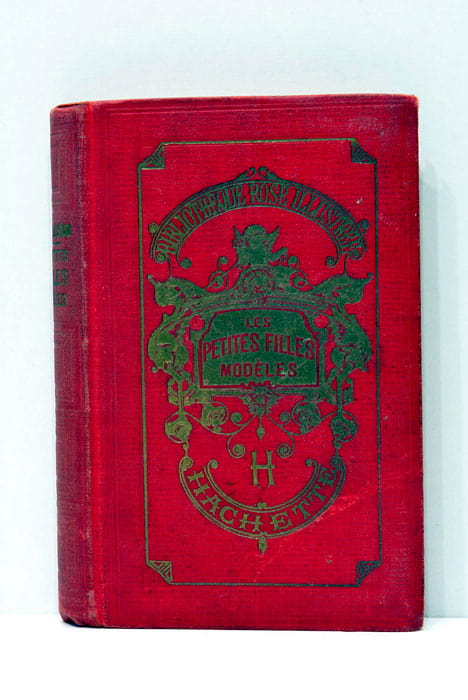 BIBLIOTHÈQUE ROSE ILLUSTRÉE
LES
PETITES FILLES
MODÈLES
H
HACHETTE